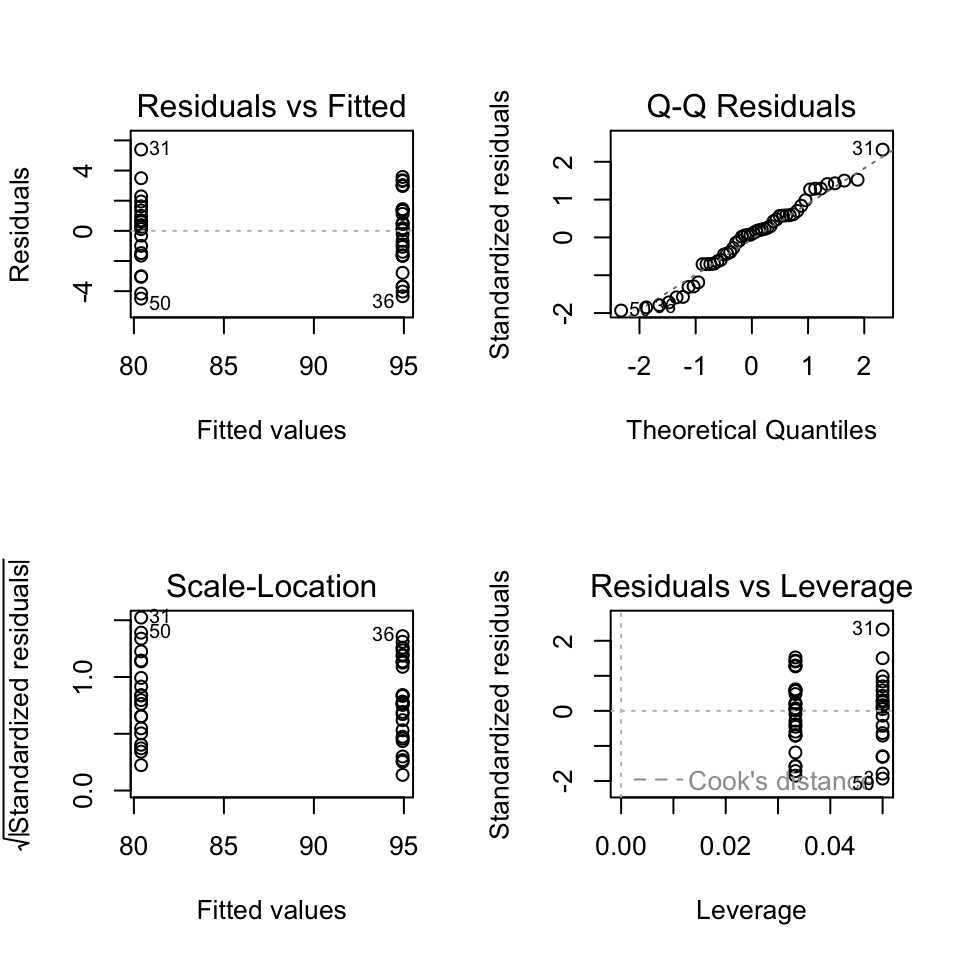 Residuals vs Fitted
Residuals
4
0
-4
31
50
36
80 85 90 95
Fitted values
Q-Q Residuals
Standardized residuals
2
1
0
-2
31
50
-2 -1 0 1 2
Theoretical Quantiles
Scale-Location
√|Standardized residuals|
1.0
0.0
31
50
36
80 85 90 95
Fitted values
Residuals vs Leverage
Standardized residuals
2
0
-2
31
Cook's distance
50
0.00 0.02 0.04
Leverage